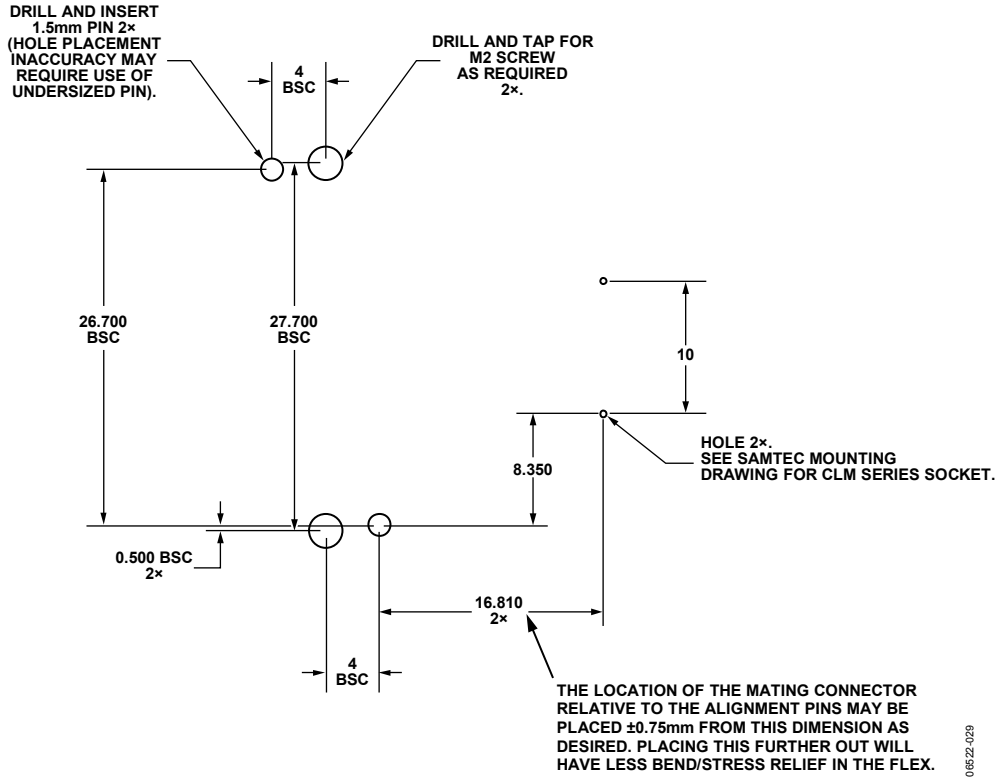 DRILL AND INSERT
1.5mm PIN 2×
(HOLE PLACEMENT
INACCURACY MAY
REQUIRE USE OF
UNDERSIZED PIN).
4
BSC
DRILL AND TAP FOR
M2 SCREW
AS REQUIRED
2×.
26.700
BSC
27.700
BSC
10
8.350
HOLE 2×.
SEE SAMTEC MOUNTING
DRAWING FOR CLM SERIES SOCKET.
0.500 BSC
2×
16.810
2×
4
BSC
THE LOCATION OF THE MATING CONNECTOR
RELATIVE TO THE ALIGNMENT PINS MAY BE
PLACED ±0.75mm FROM THIS DIMENSION AS
DESIRED. PLACING THIS FURTHER OUT WILL
HAVE LESS BEND/STRESS RELIEF IN THE FLEX.
06522-029